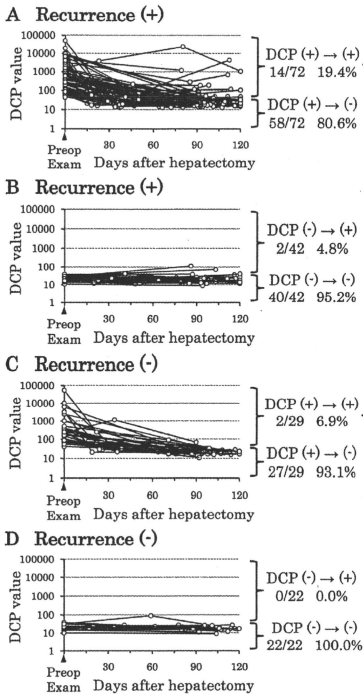 A Recurrence (+)
DCP value
100000
10000
1000
100
10
1
0 30 60 90 120
Preop Exam
Days after hepatectomy
DCP (+) → (+)
14/72 19.4%
DCP (+) → (-)
58/72 80.6%
B Recurrence (+)
DCP value
100000
10000
1000
100
10
1
0 30 60 90 120
Preop Exam
Days after hepatectomy
DCP (-) → (+)
2/42 4.8%
DCP (-) → (-)
40/42 95.2%
C Recurrence (-)
DCP value
100000
10000
1000
100
10
1
0 30 60 90 120
Preop Exam
Days after hepatectomy
DCP (+) → (+)
2/29 6.9%
DCP (+) → (-)
27/29 93.1%
D Recurrence (-)
DCP value
100000
10000
1000
100
10
1
0 30 60 90 120
Preop Exam
Days after hepatectomy
DCP (-) → (+)
0/22 0.0%
DCP (-) → (-)
22/22 100.0%